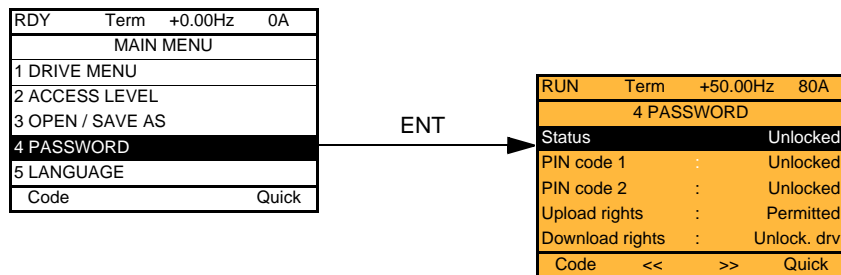 RDY Term +0.00Hz 0A
MAIN MENU
1 DRIVE MENU
2 ACCESS LEVEL
3 OPEN / SAVE AS
4 PASSWORD
5 LANGUAGE
Code Quick
ENT
RUN Term +50.00Hz 80A
4 PASSWORD
Status Unlocked
PIN code 1 : Unlocked
PIN code 2 : Unlocked
Upload rights : Permitted
Download rights : Unlock. drv
Code << >> Quick